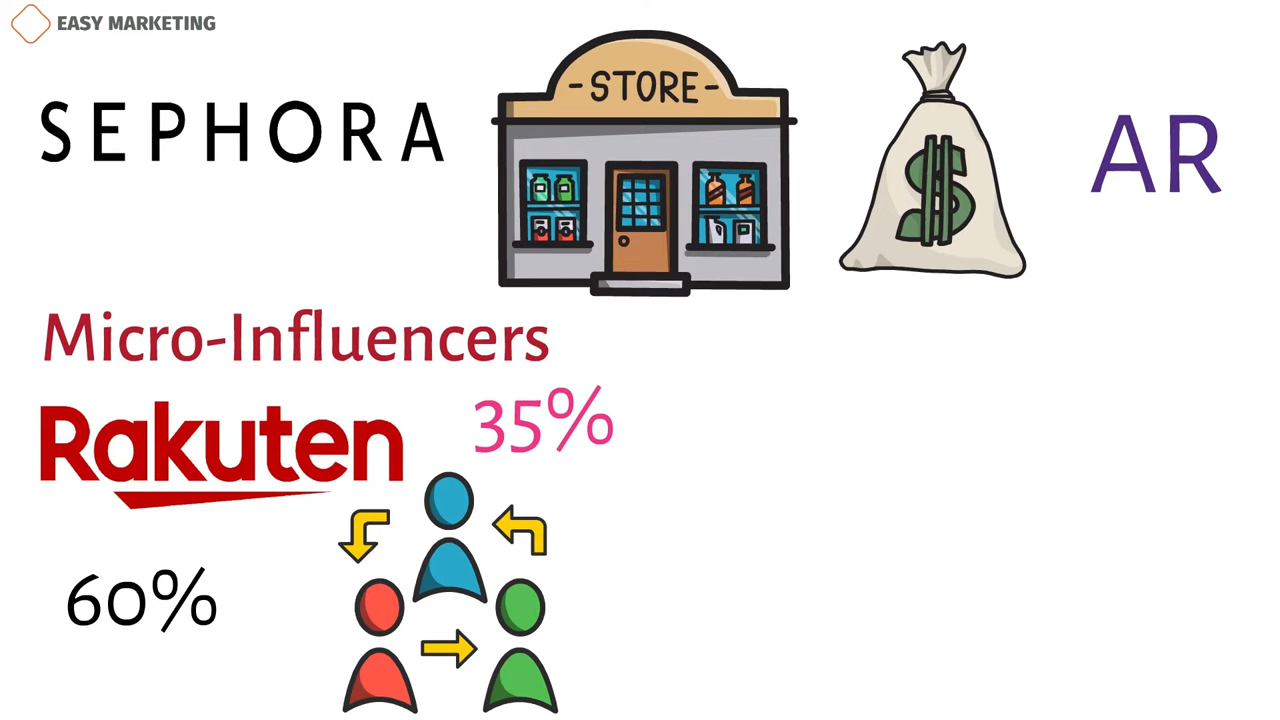 EASY MARKETING
SEPHORA
-STORE-
$
AR
Micro-Influencers
Rakuten
35%
60%